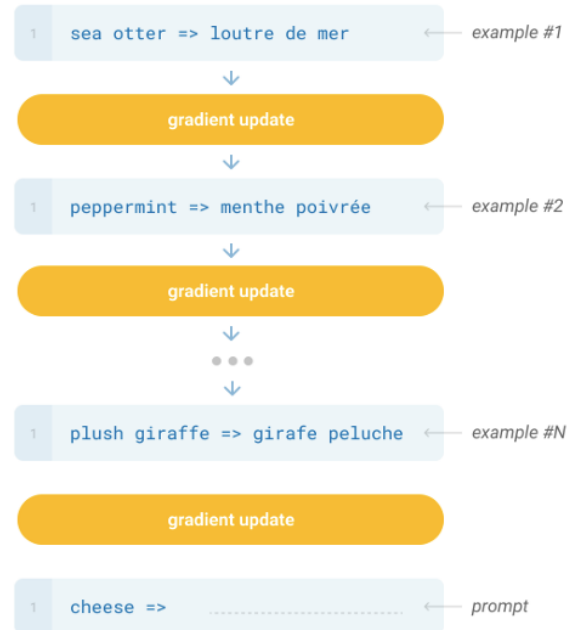 1 sea otter => loutre de mer example #1
gradient update
1 peppermint => menthe poivrée example #2
gradient update
1 plush giraffe => girafe peluche example #N
gradient update
1 cheese => prompt